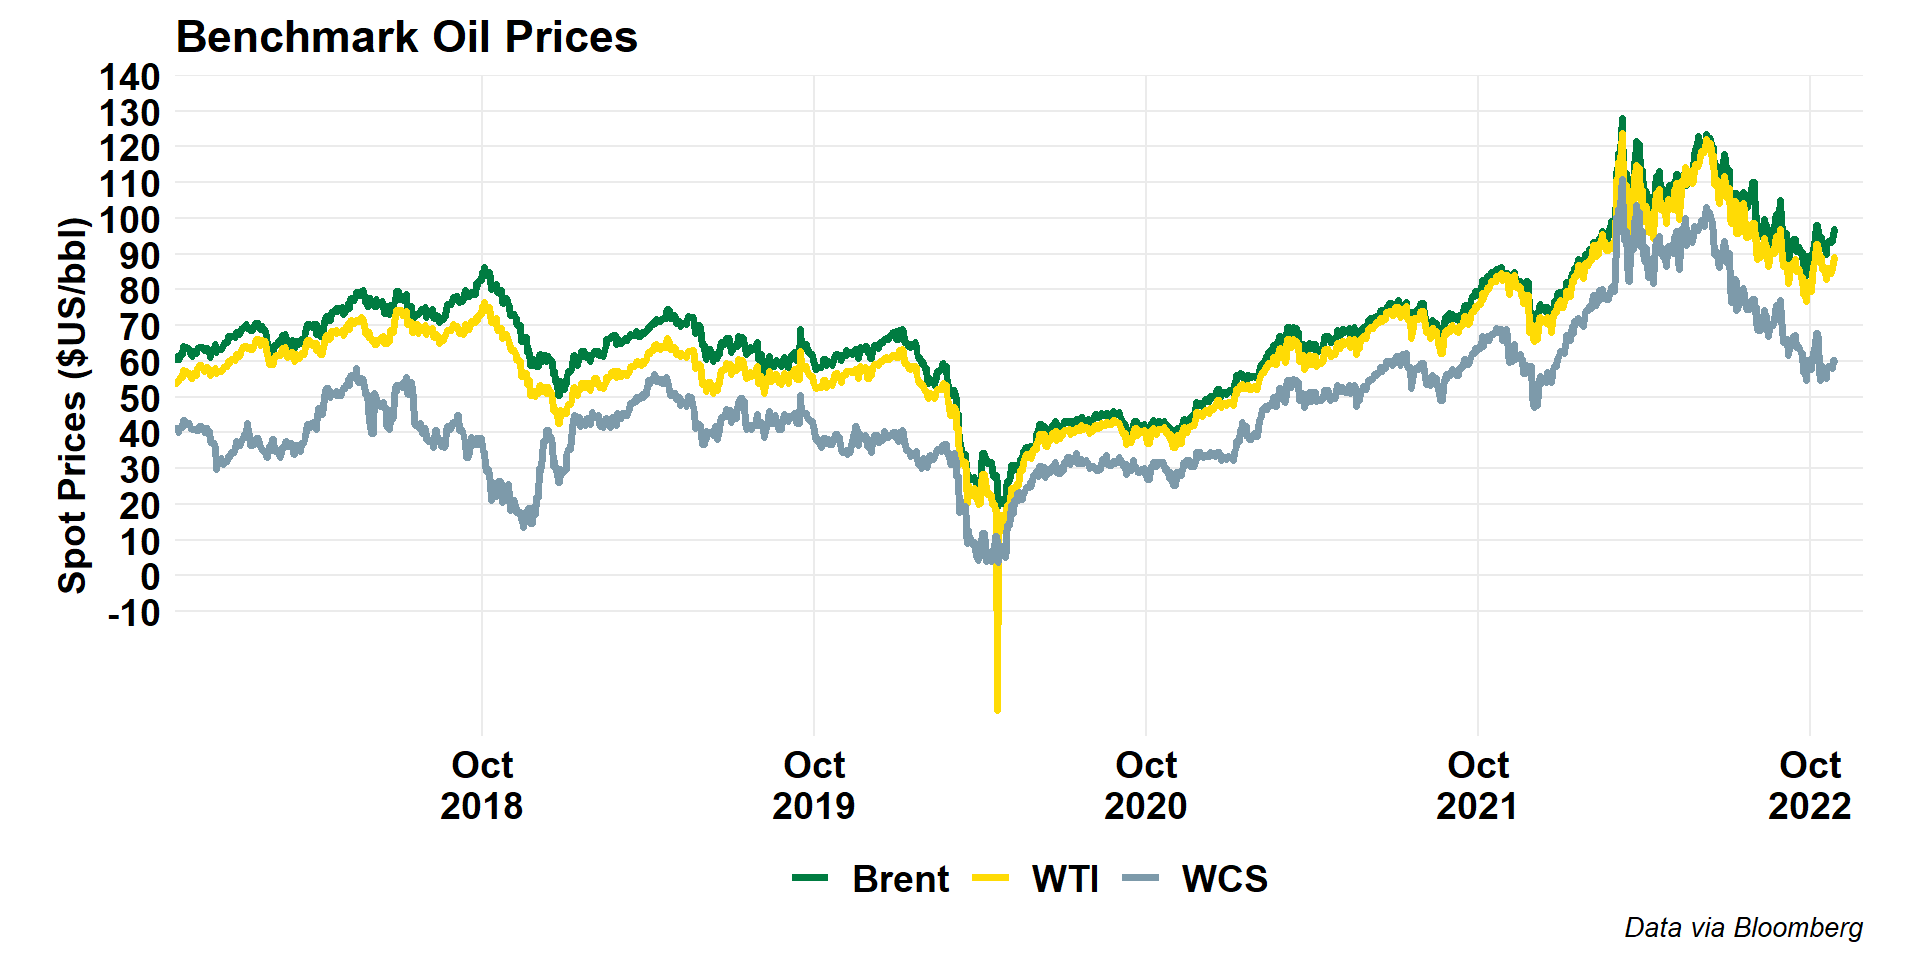 Benchmark Oil Prices
140
130
120
110
100
90
80
70
60
50
40
30
20
10
0
-10
Spot Prices ($US/bbl)
Oct
2018
Oct
2019
Oct
2020
Oct
2021
Oct
2022
Brent
WTI
WCS
Data via Bloomberg